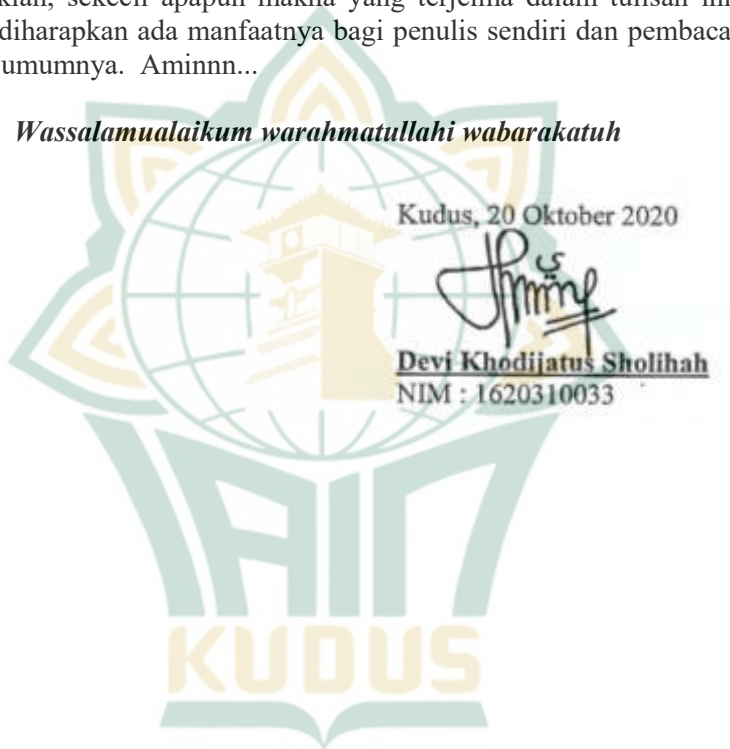 sekecil apapun makna yang terjelma dalam tulisan ini
diharapkan ada manfaatnya bagi penulis sendiri dan pembaca
umumnya. Aminnn...
Wassalamualaikum warahmatullahi wabarakatuh
Kudus, 20 Oktober 2020
Devi Khodijatus Sholihah
NIM : 1620310033
IAIN
KUDUS